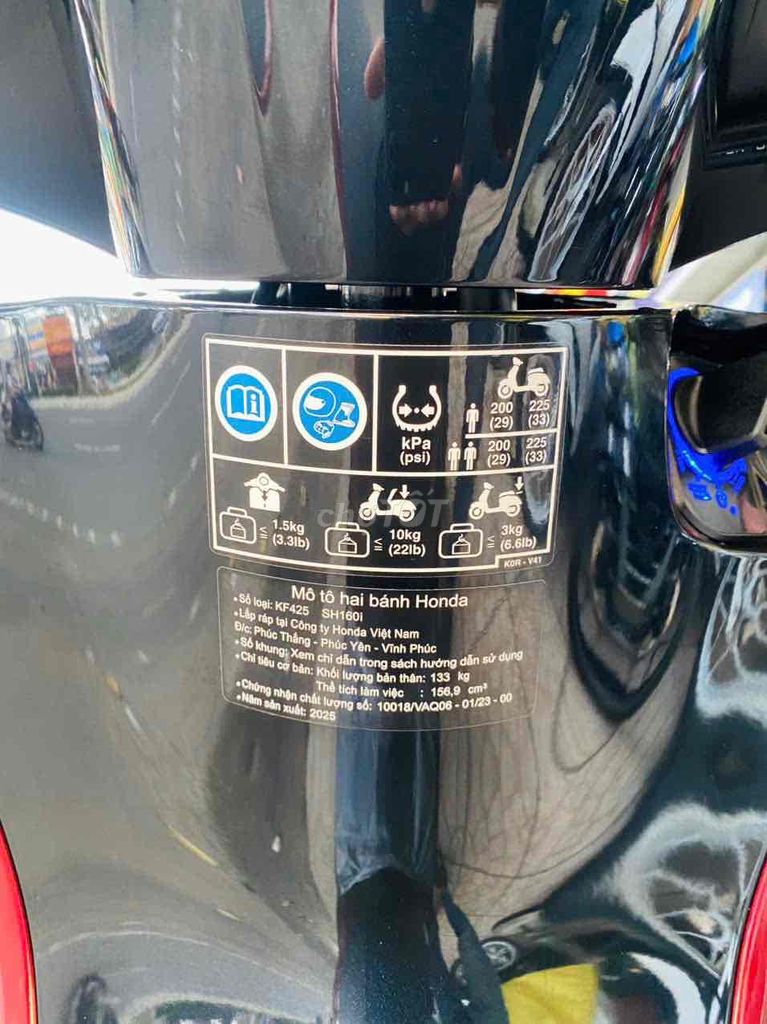 200 225
(29) (33)
kPa
(psi)
200 225
(29) (33)
1.5kg
(3.3lb)
10kg
(22lb)
3kg
(6.6lb)
K0R - V41
chợTỐT
Mô tô hai bánh Honda
•Số loại: KF425 SH160i
•Lắp ráp tại Công ty Honda Việt Nam
Đ/c: Phúc Thắng - Phúc Yên - Vĩnh Phúc
•Số khung: Xem chỉ dẫn trong sách hướng dẫn sử dụng
•Chỉ tiêu cơ bản: Khối lượng bản thân: 133 kg
Thể tích làm việc : 156,9 cm³
•Chứng nhận chất lượng số: 10018/VAQ06 - 01/23 - 00
•Năm sản xuất: 2025